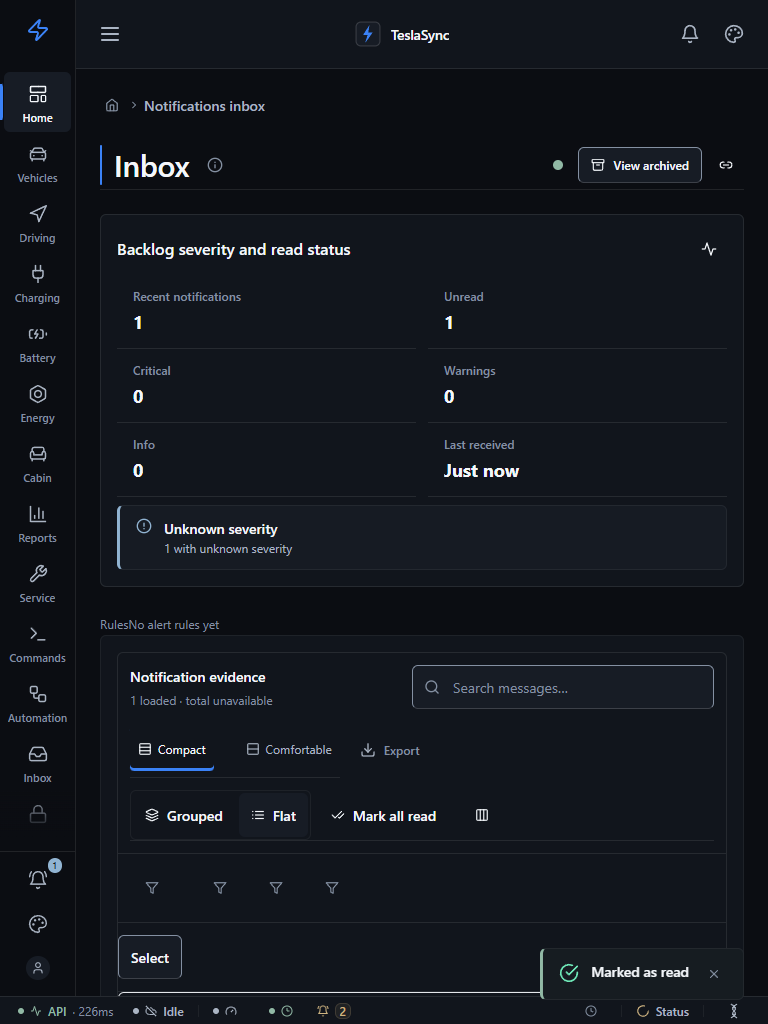 TeslaSync
Home
Vehicles
Driving
Charging
Battery
Energy
Cabin
Reports
Service
Commands
Automation
Inbox
1
Notifications inbox
Inbox
View archived
Backlog severity and read status
Recent notifications
1
Unread
1
Critical
0
Warnings
0
Info
0
Last received
Just now
Unknown severity
1 with unknown severity
RulesNo alert rules yet
Notification evidence
1 loaded · total unavailable
Search messages...
Compact
Comfortable
Export
Grouped
Flat
Mark all read
Select
Marked as read
API · 226ms
Idle
2
Status